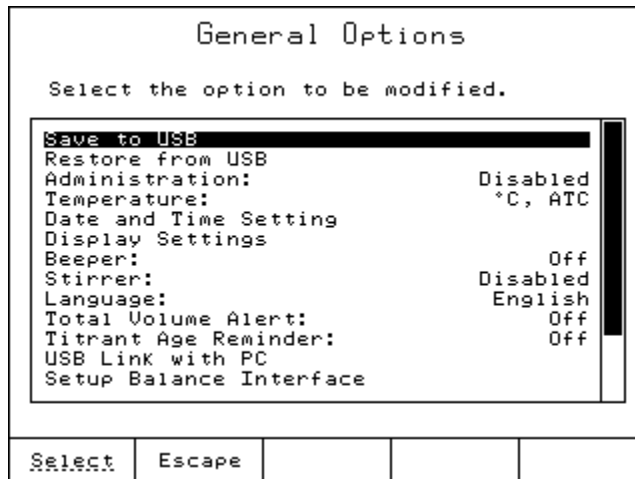 General Options
Select the option to be modified.
Save to USB
Restore from USB
Administration: Disabled
Temperature: °C, ATC
Date and Time Setting
Display Settings
Beeper: Off
Stirrer: Disabled
Language: English
Total Volume Alert: Off
Titrant Age Reminder: Off
USB Link with PC
Setup Balance Interface
Select Escape